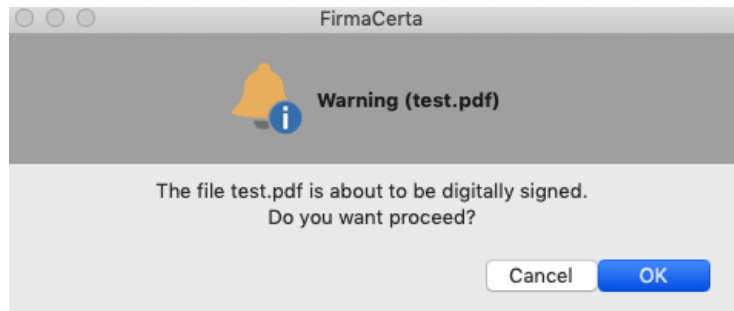 FirmaCerta
Warning (test.pdf)
The file test.pdf is about to be digitally signed.
Do you want proceed?
Cancel OK